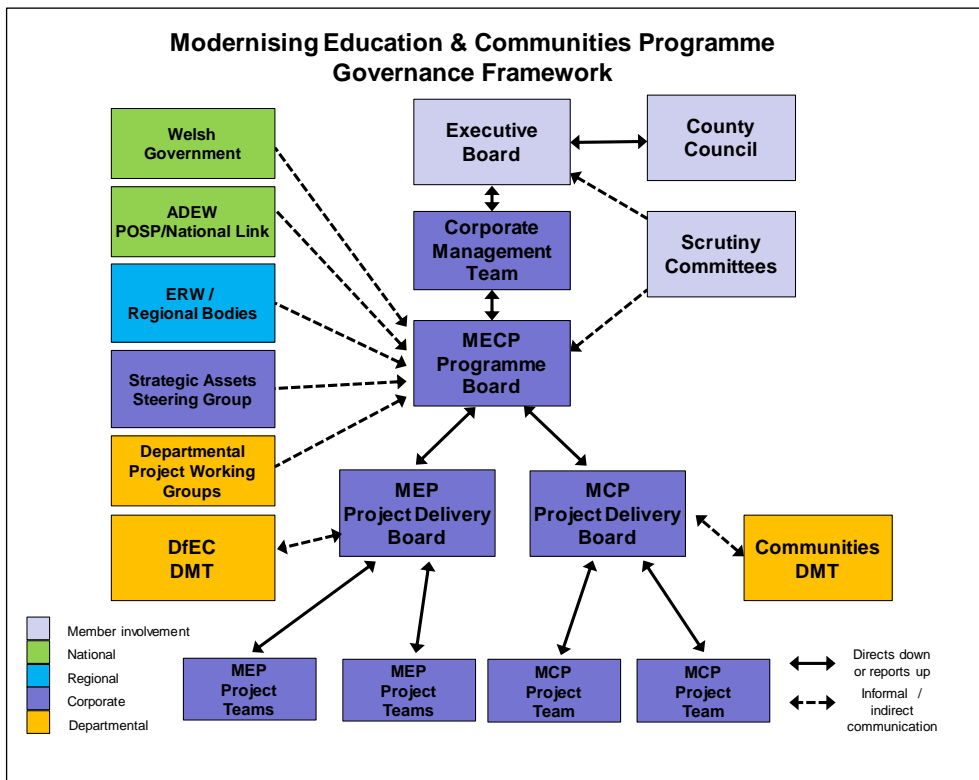 Modernising Education & Communities Programme
Governance Framework
Welsh
Government
ADEW
POSP/National Link
ERW /
Regional Bodies
Strategic Assets
Steering Group
Departmental
Project Working
Groups
DfEC
DMT
Executive
Board
County
Council
Corporate
Management
Team
Scrutiny
Committees
MECP
Programme
Board
MEP
Project Delivery
Board
MCP
Project Delivery
Board
Communities
DMT
MEP
Project
Teams
MEP
Project
Teams
MCP
Project
Team
MCP
Project
Team
Member involvement
National
Regional
Corporate
Departmental
Directs down
or reports up
Informal /
indirect
communication